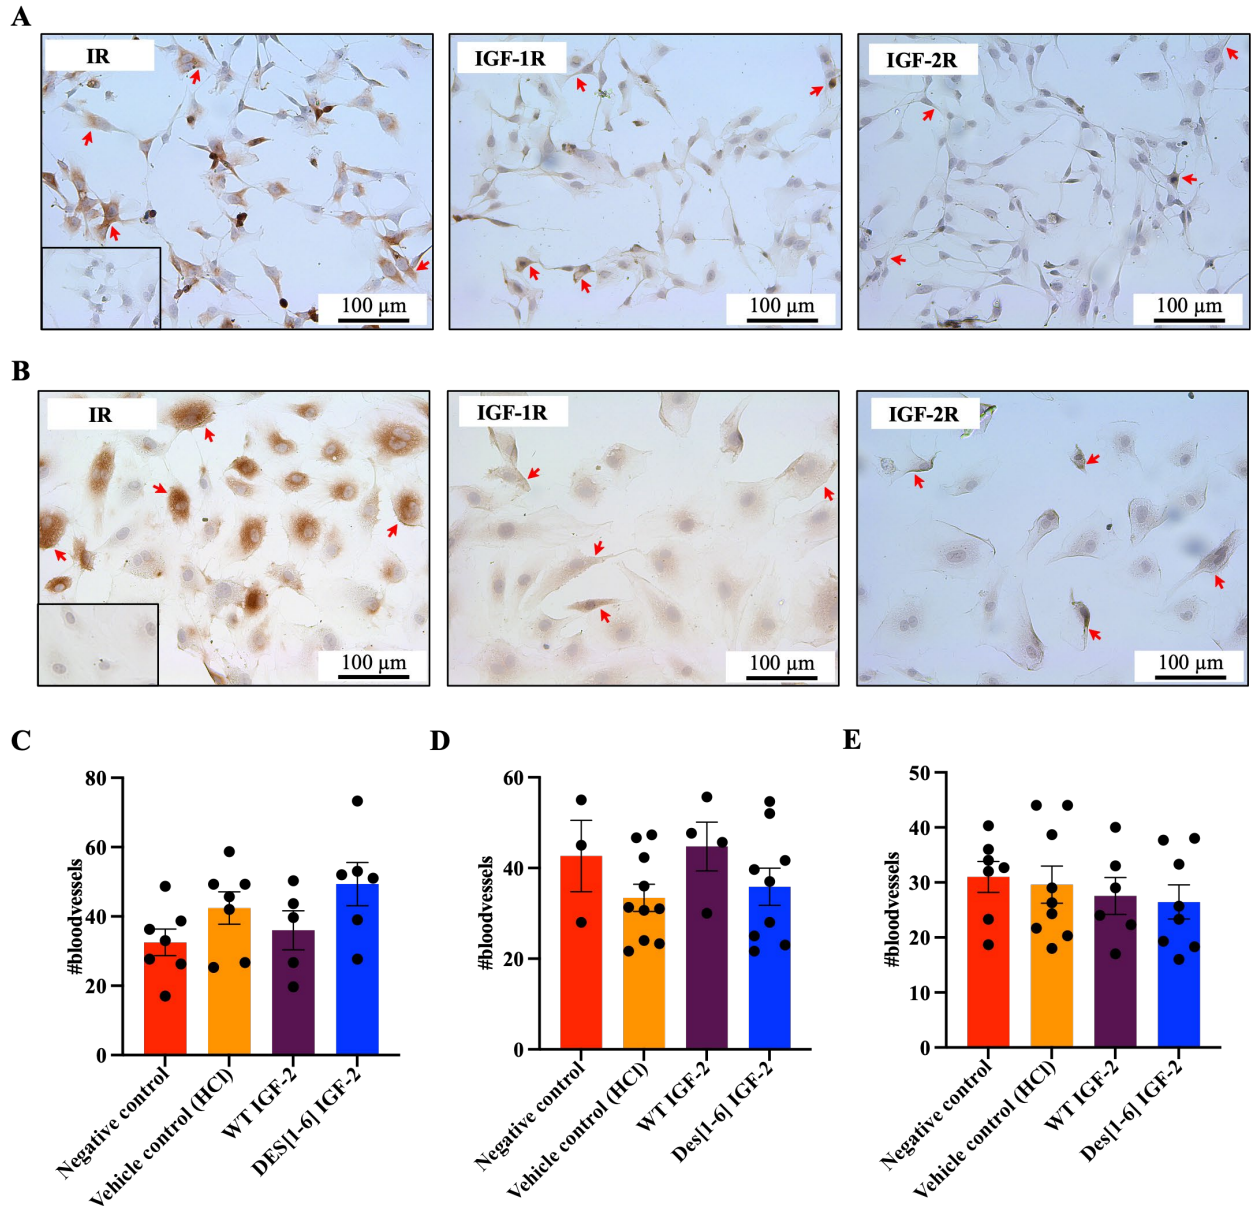 A
IR
IGF-1R
IGF-2R
100 µm
100 µm
100 µm
B
IR
IGF-1R
IGF-2R
100 µm
100 µm
100 µm
C
D
E
80
60
40
20
0
#bloodvessels
Negative control
Vehicle control (HCl)
WT IGF-2
DES[1-6] IGF-2
60
40
20
0
#bloodvessels
Negative control
Vehicle control (HCl)
WT IGF-2
Des[1-6] IGF-2
50
40
30
20
10
0
#bloodvessels
Negative control
Vehicle control (HCl)
WT IGF-2
Des[1-6] IGF-2